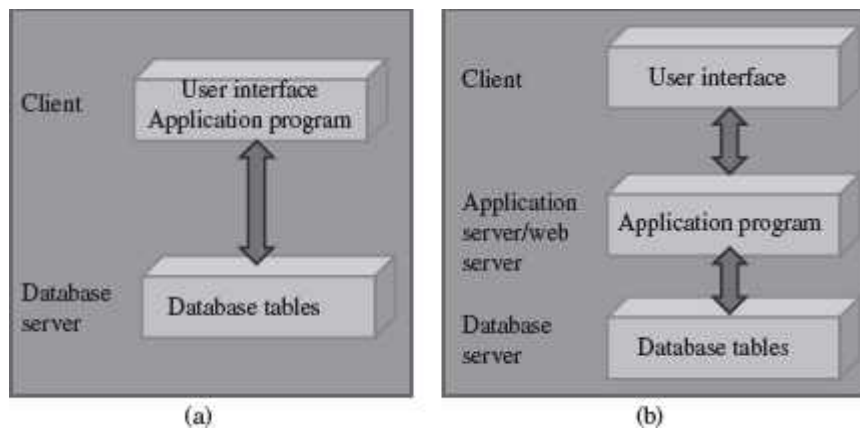 Client
User interface
Application program
Database
server
Database tables
(a)
Client
User interface
Application
server/web
server
Application program
Database
server
Database tables
(b)